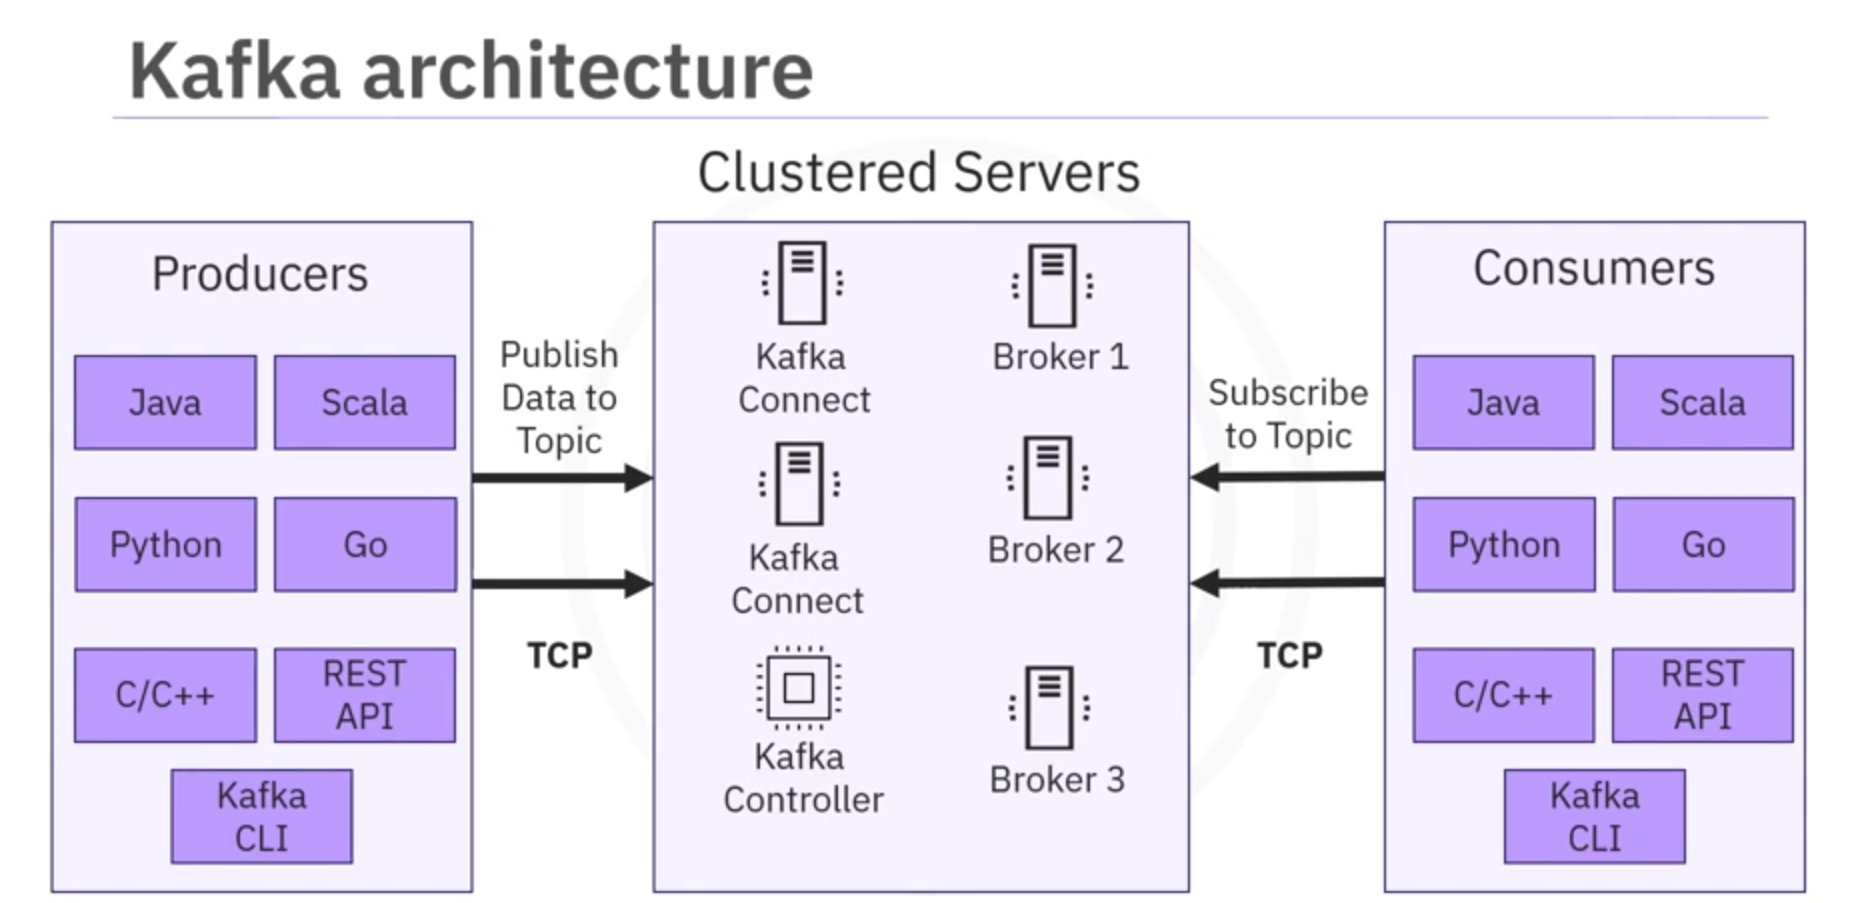 Kafka architecture
Clustered Servers
Producers
Java
Scala
Python
Go
C/C++
REST
API
Kafka
CLI
Publish
Data to
Topic
TCP
Kafka
Connect
Broker 1
Kafka
Connect
Broker 2
Kafka
Controller
Broker 3
Subscribe
to Topic
TCP
Consumers
Java
Scala
Python
Go
C/C++
REST
API
Kafka
CLI